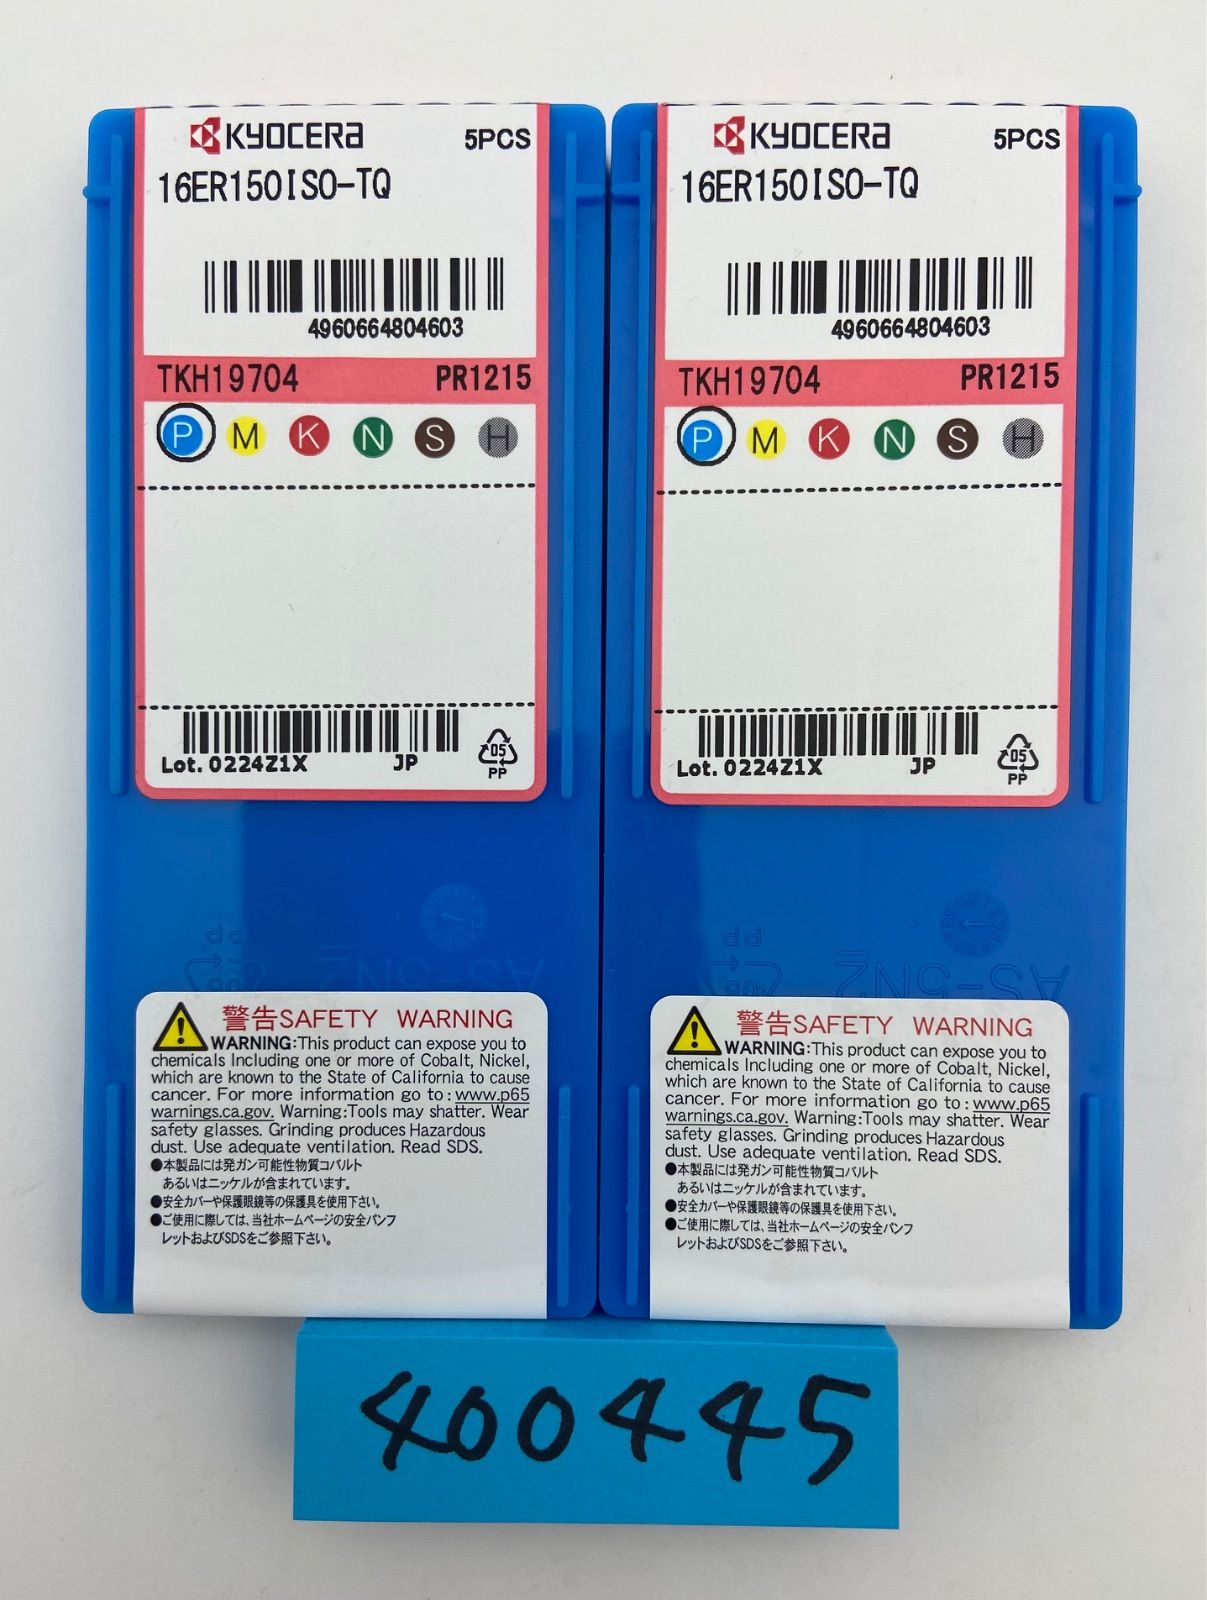 KYOCERA 5PCS
16ER150ISO-TQ
4960664804603
TKH19704 PR1215
P M K N S H
Lot. 0224Z1X JP
05
PP
警告SAFETY WARNING
WARNING:This product can expose you to
chemicals Including one or more of Cobalt, Nickel,
which are known to the State of California to cause
cancer. For more information go to : www.p65
warnings.ca.gov. Warning:Tools may shatter. Wear
safety glasses. Grinding produces Hazardous
dust. Use adequate ventilation. Read SDS.
●本製品には発ガン可能性物質コバルト
あるいはニッケルが含まれています。
●安全カバーや保護眼鏡等の保護具を使用下さい。
●ご使用に際しては、当社ホームページの安全パンフ
レットおよびSDSをご参照下さい。
KYOCERA 5PCS
16ER150ISO-TQ
4960664804603
TKH19704 PR1215
P M K N S H
Lot. 0224Z1X JP
05
PP
警告SAFETY WARNING
WARNING:This product can expose you to
chemicals Including one or more of Cobalt, Nickel,
which are known to the State of California to cause
cancer. For more information go to : www.p65
warnings.ca.gov. Warning:Tools may shatter. Wear
safety glasses. Grinding produces Hazardous
dust. Use adequate ventilation. Read SDS.
●本製品には発ガン可能性物質コバルト
あるいはニッケルが含まれています。
●安全カバーや保護眼鏡等の保護具を使用下さい。
●ご使用に際しては、当社ホームページの安全パンフ
レットおよびSDSをご参照下さい。
400445